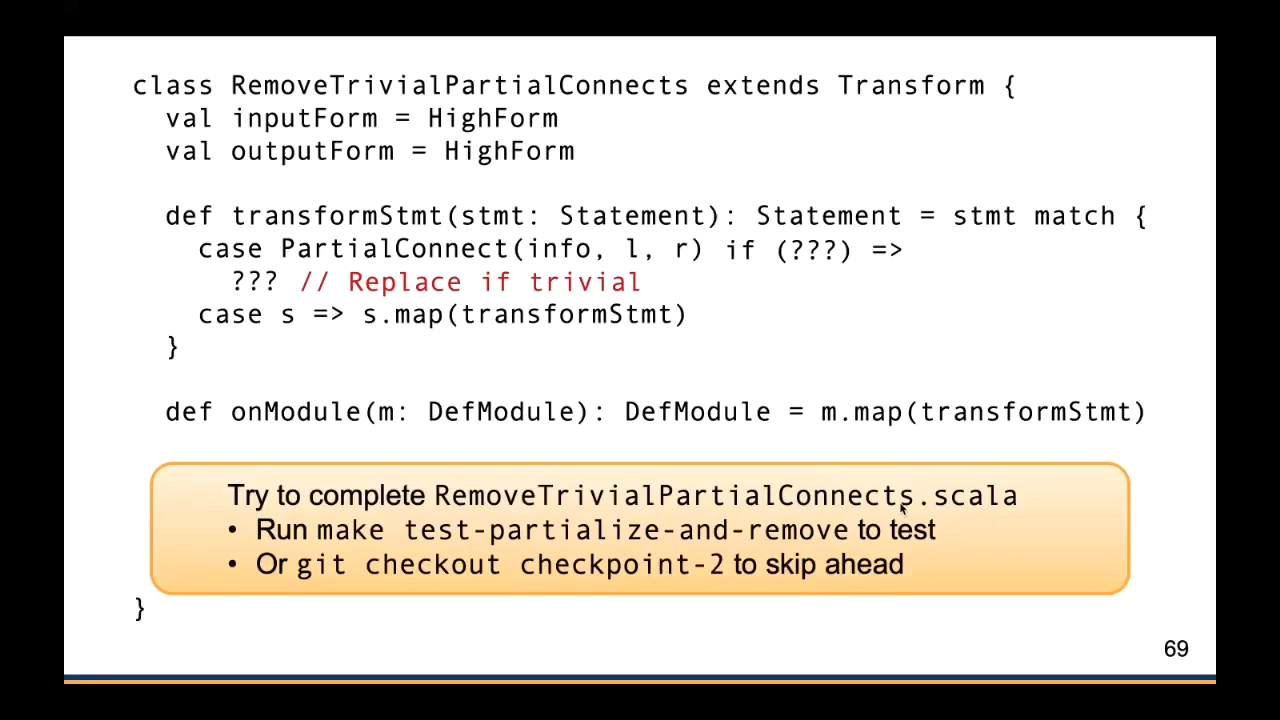 class RemoveTrivialPartialConnects extends Transform {
val inputForm = HighForm
val outputForm = HighForm
def transformStmt(stmt: Statement): Statement = stmt match {
case PartialConnect(info, l, r) if (???) =>
??? // Replace if trivial
case s => s.map(transformStmt)
}
def onModule(m: DefModule): DefModule = m.map(transformStmt)
Try to complete RemoveTrivialPartialConnects.scala
• Run make test-partialize-and-remove to test
• Or git checkout checkpoint-2 to skip ahead
}
69